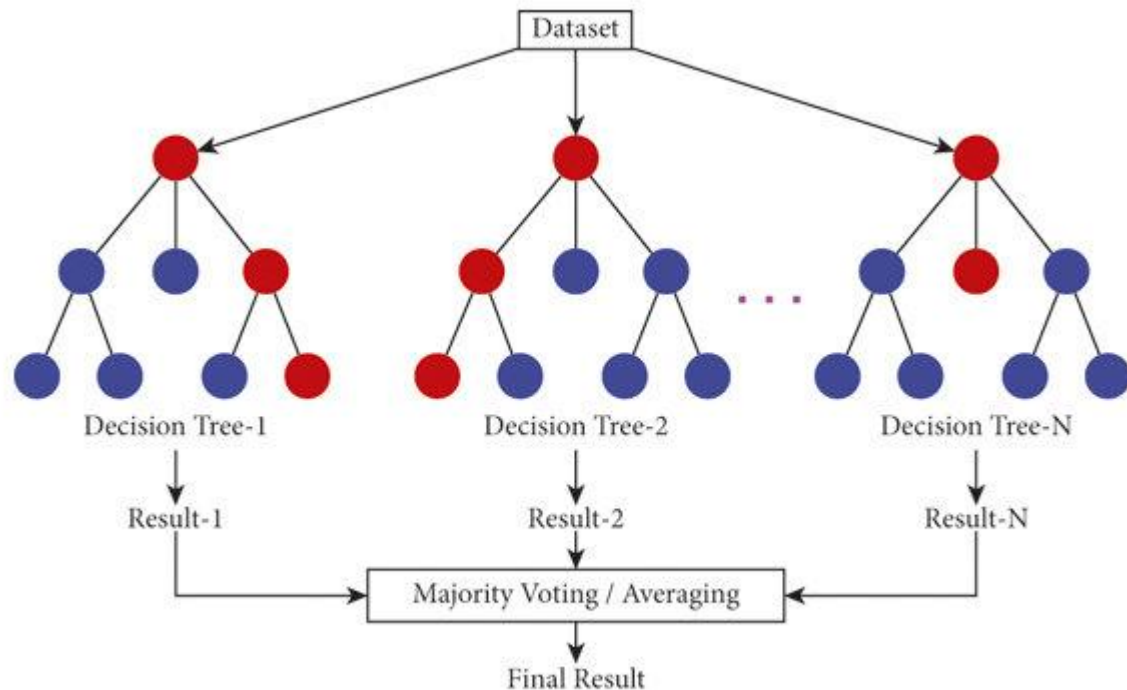 Dataset
Decision Tree-1
Decision Tree-2
Decision Tree-N
Result-1
Result-2
Result-N
Majority Voting / Averaging
Final Result